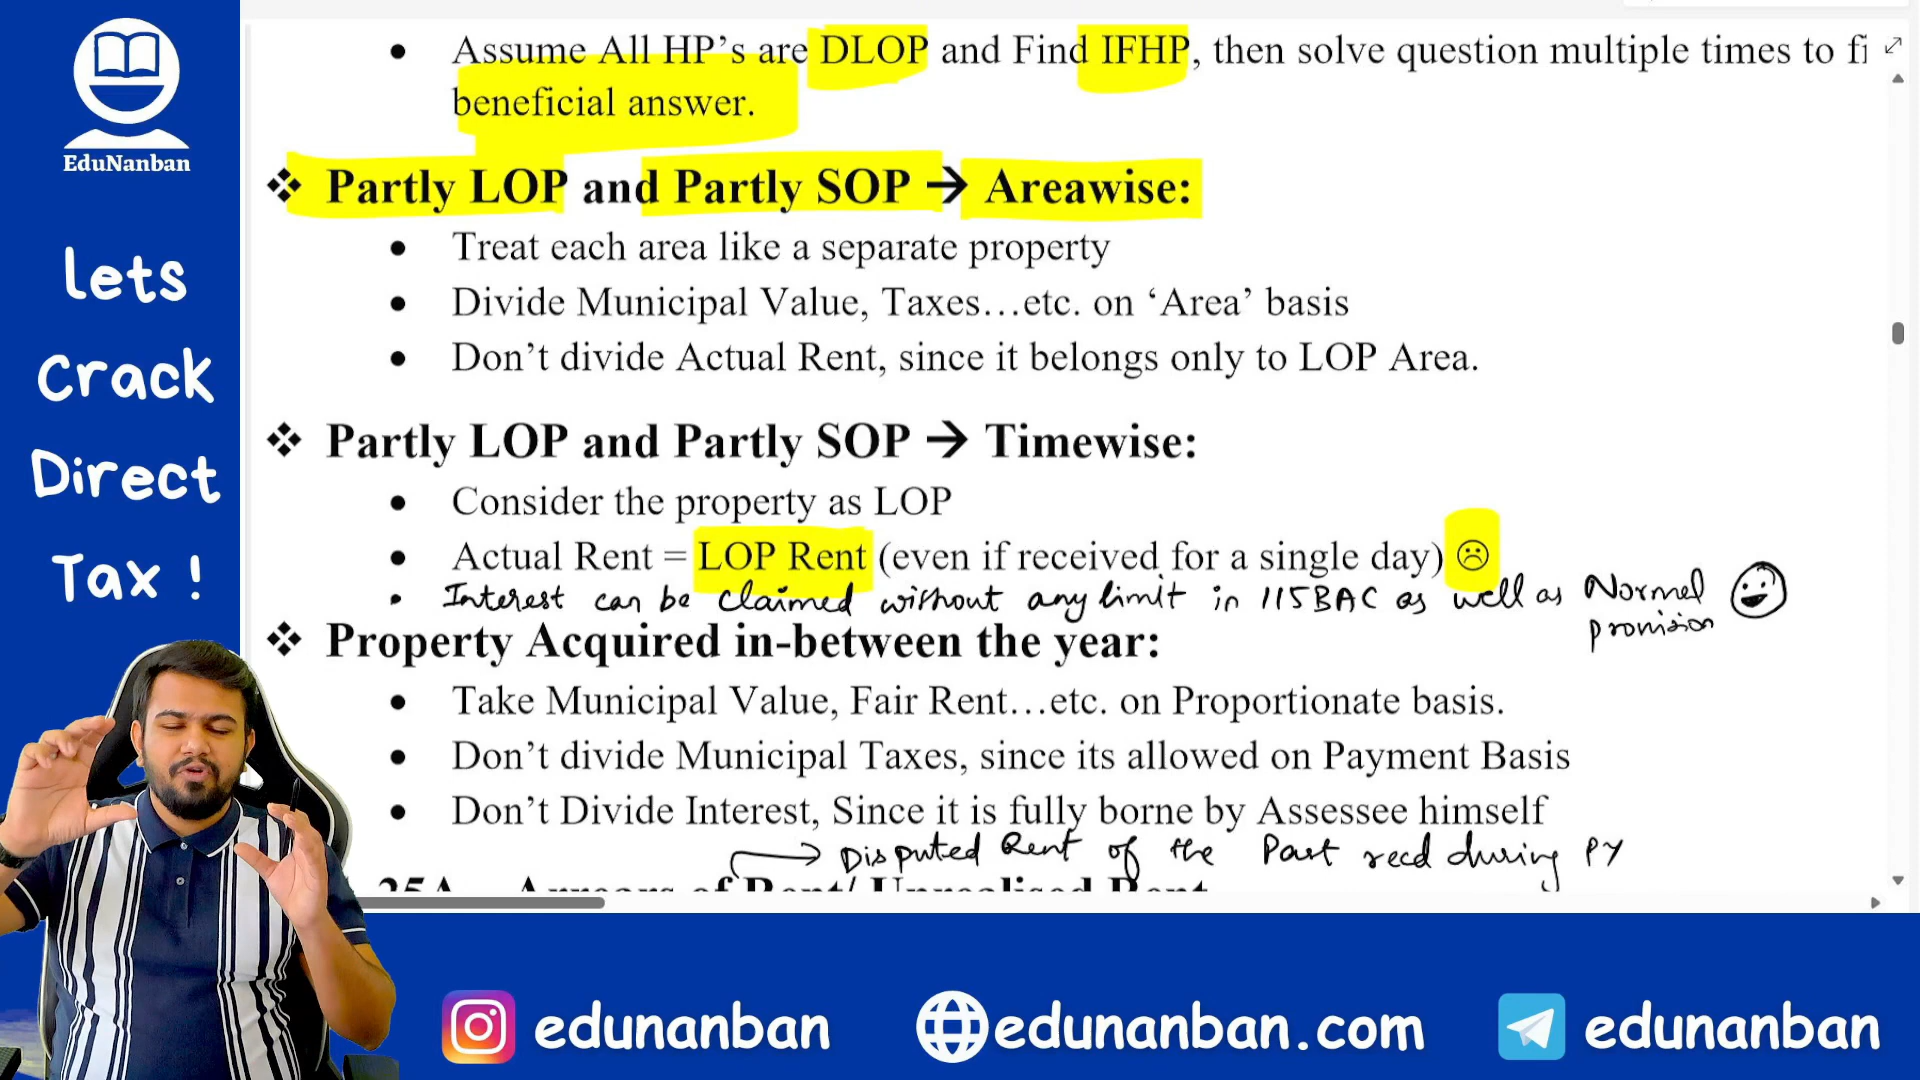 • Assume All HP’s are DLOP and Find IFHP, then solve question multiple times to fi
beneficial answer.
EduNanban
❖ Partly LOP and Partly SOP → Areawise:
• Treat each area like a separate property
• Divide Municipal Value, Taxes…etc. on ‘Area’ basis
• Don’t divide Actual Rent, since it belongs only to LOP Area.
lets
Crack
Direct
Tax !
❖ Partly LOP and Partly SOP → Timewise:
• Consider the property as LOP
• Actual Rent = LOP Rent (even if received for a single day) ☹
• Interest can be claimed without any limit in 115BAC as well as Normal
provision
❖ Property Acquired in-between the year:
• Take Municipal Value, Fair Rent…etc. on Proportionate basis.
• Don’t divide Municipal Taxes, since its allowed on Payment Basis
• Don’t Divide Interest, Since it is fully borne by Assessee himself
→ Disputed Rent of the Past recd during PY
25A Arrears of Rent/ Unrealised Rent
edunanban
edunanban.com
edunanban